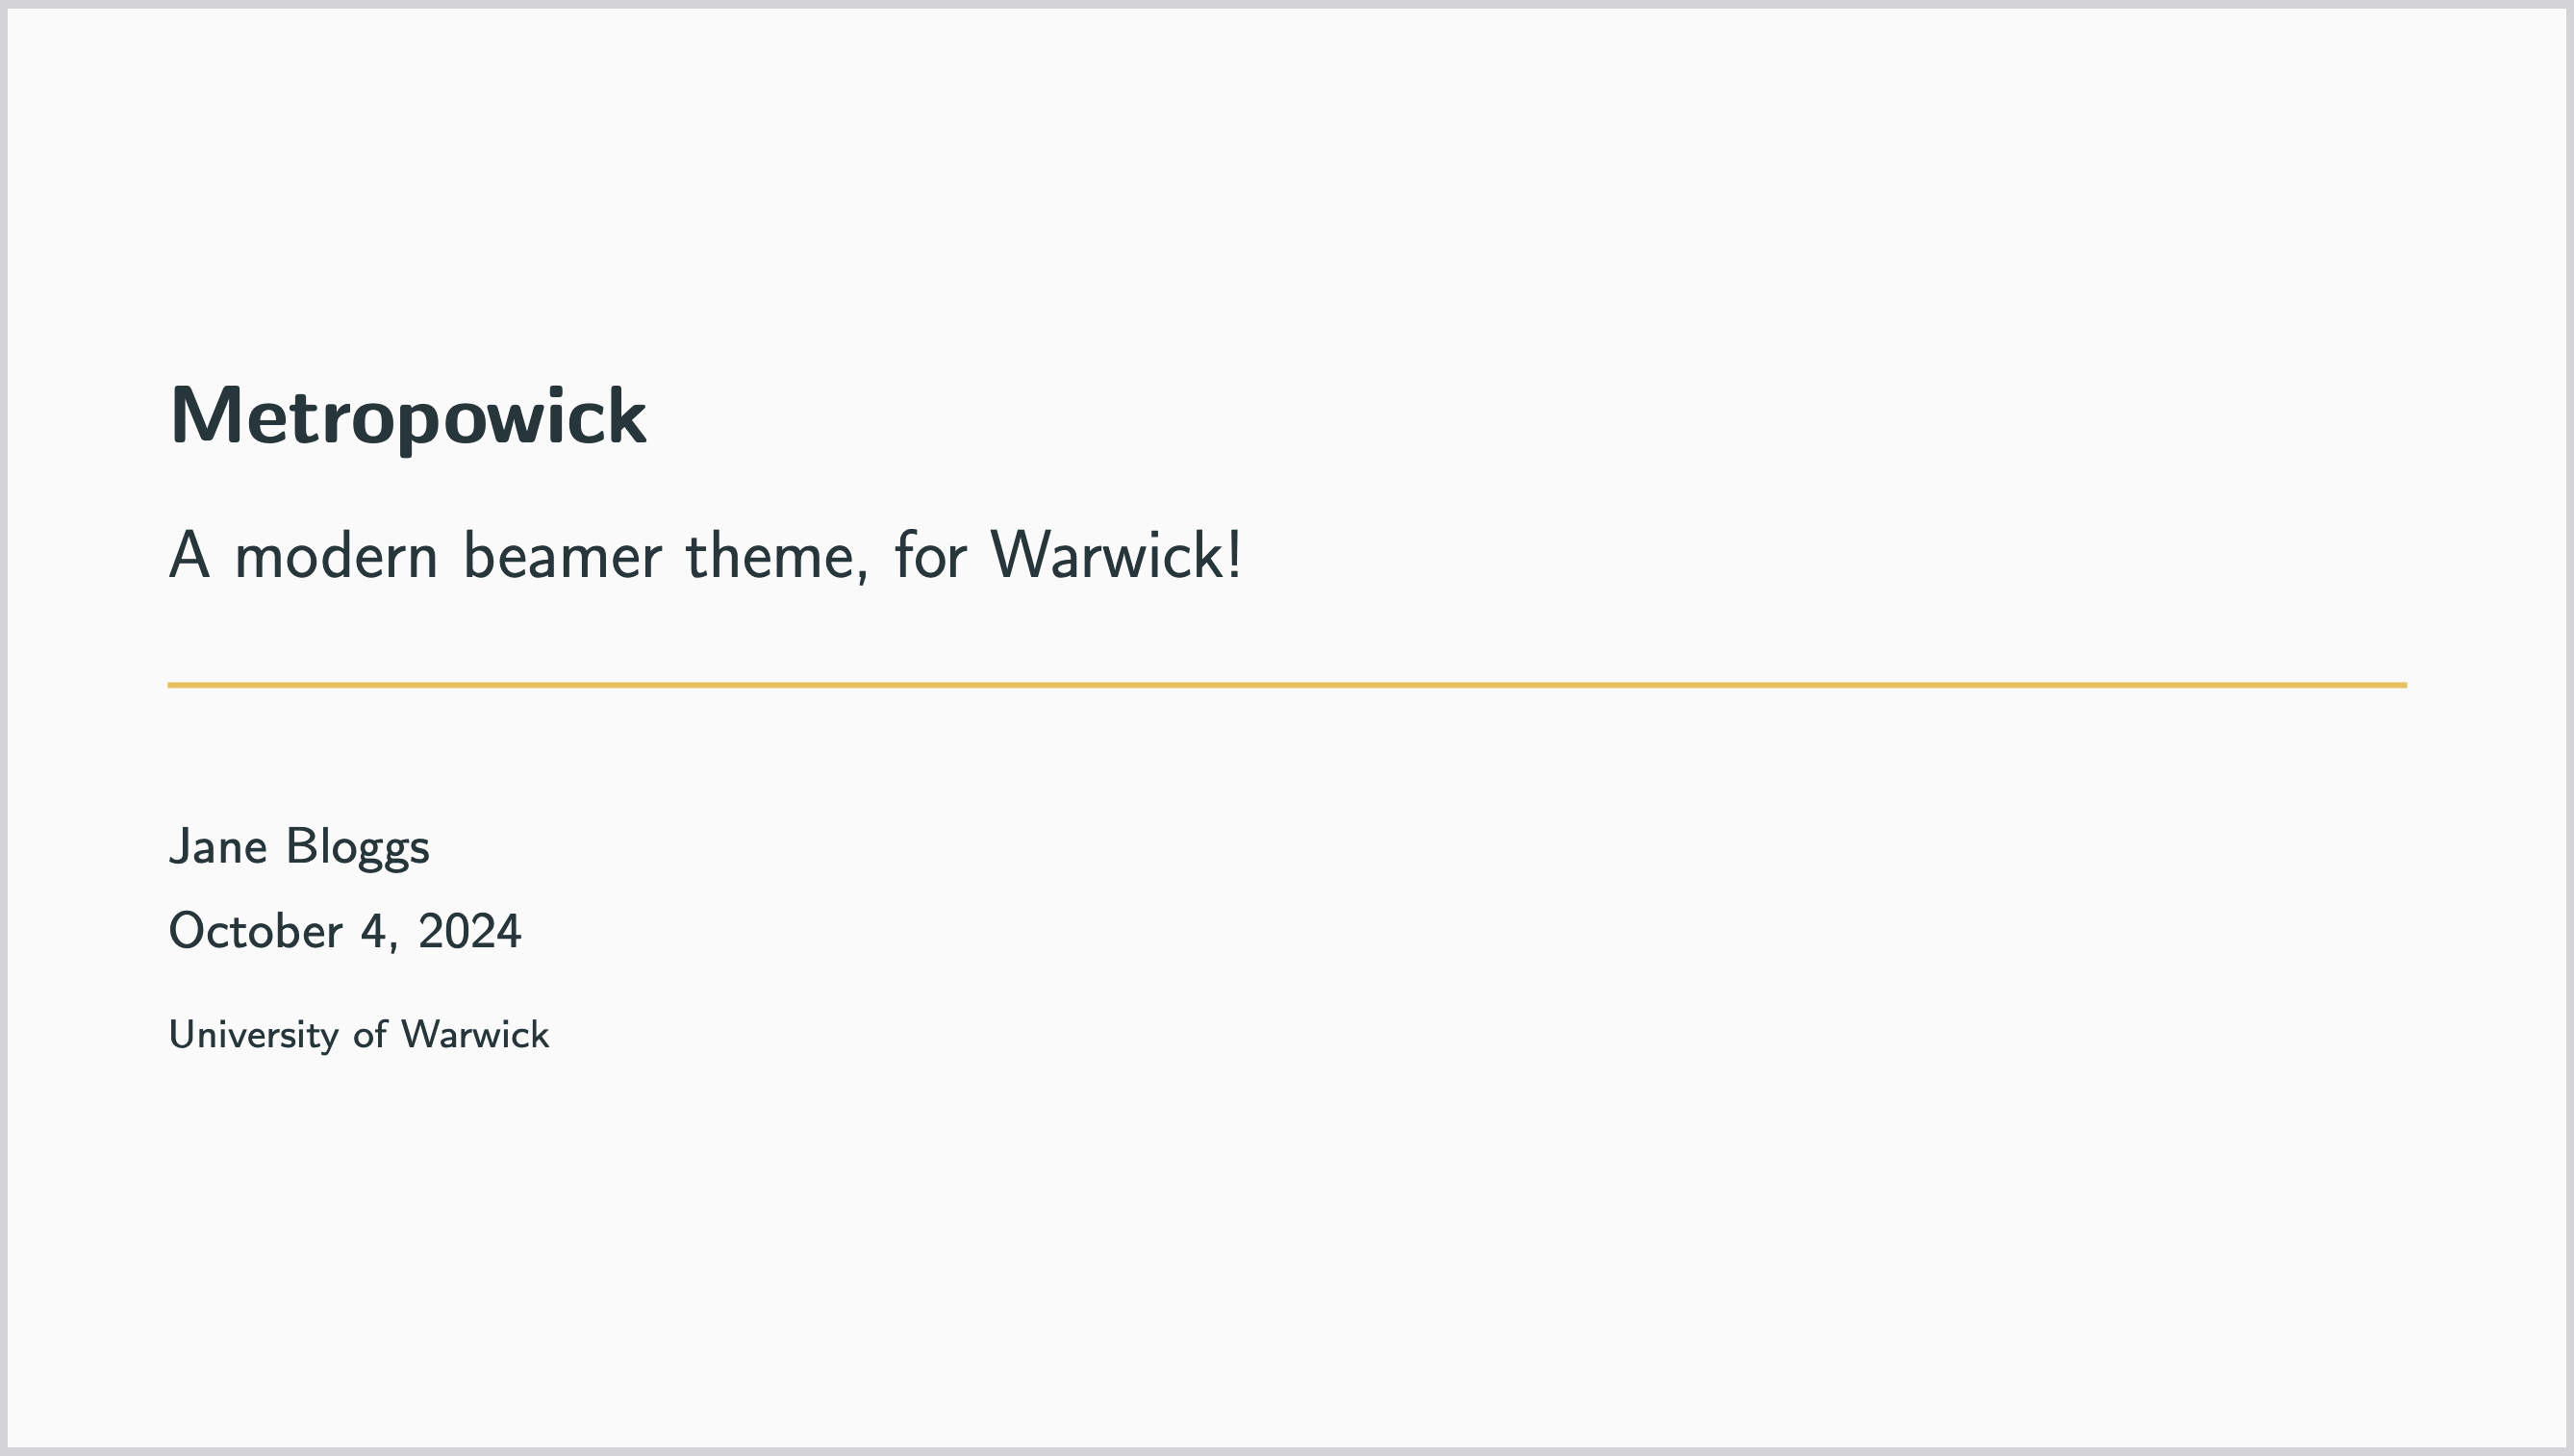 Metropowick
A modern beamer theme, for Warwick!
Jane Bloggs
October 4, 2024
University of Warwick